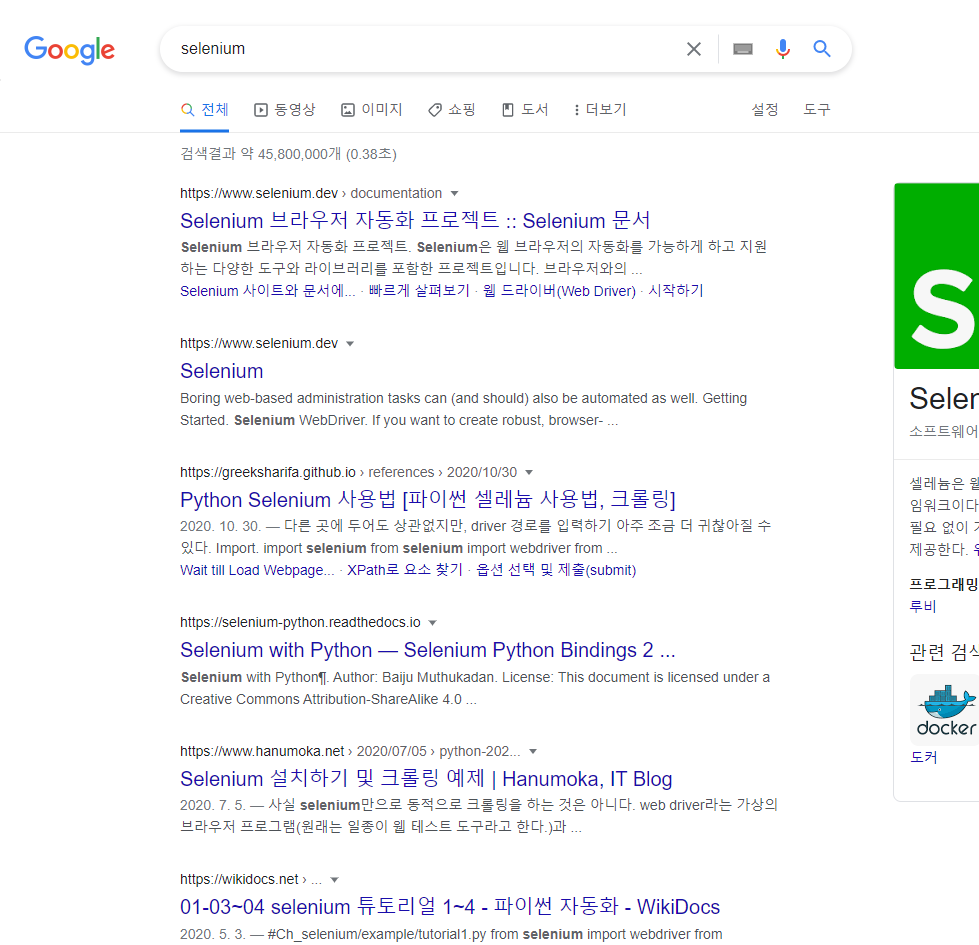 Google
selenium
전체 동영상 이미지 쇼핑 도서 더보기 설정 도구
검색결과 약 45,800,000개 (0.38초)
https://www.selenium.dev › documentation
Selenium 브라우저 자동화 프로젝트 :: Selenium 문서
Selenium 브라우저 자동화 프로젝트. Selenium은 웹 브라우저의 자동화를 가능하게 하고 지원
하는 다양한 도구와 라이브러리를 포함한 프로젝트입니다. 브라우저와의 ...
Selenium 사이트와 문서에... · 빠르게 살펴보기 · 웹 드라이버(Web Driver) · 시작하기
https://www.selenium.dev
Selenium
Boring web-based administration tasks can (and should) also be automated as well. Getting
Started. Selenium WebDriver. If you want to create robust, browser- ...
https://greeksharifa.github.io › references › 2020/10/30
Python Selenium 사용법 [파이썬 셀레늄 사용법, 크롤링]
2020. 10. 30. — 다른 곳에 두어도 상관없지만, driver 경로를 입력하기 아주 조금 더 귀찮아질 수
있다. Import. import selenium from selenium import webdriver from ...
Wait till Load Webpage... · XPath로 요소 찾기 · 옵션 선택 및 제출(submit)
https://selenium-python.readthedocs.io
Selenium with Python — Selenium Python Bindings 2 ...
Selenium with Python¶. Author: Baiju Muthukadan. License: This document is licensed under a
Creative Commons Attribution-ShareAlike 4.0 ...
https://www.hanumoka.net › 2020/07/05 › python-202...
Selenium 설치하기 및 크롤링 예제 | Hanumoka, IT Blog
2020. 7. 5. — 사실 selenium만으로 동적으로 크롤링을 하는 것은 아니다. web driver라는 가상의
브라우저 프로그램(원래는 일종이 웹 테스트 도구라고 한다.)과 ...
https://wikidocs.net › ...
01-03~04 selenium 튜토리얼 1~4 - 파이썬 자동화 - WikiDocs
2020. 5. 3. — #Ch_selenium/example/tutorial1.py from selenium import webdriver from
S
Selen
소프트웨어
셀레늄은 웹
임워크이다
필요 없이
제공한다.
프로그래밍
루비
관련 검색
docker
도커